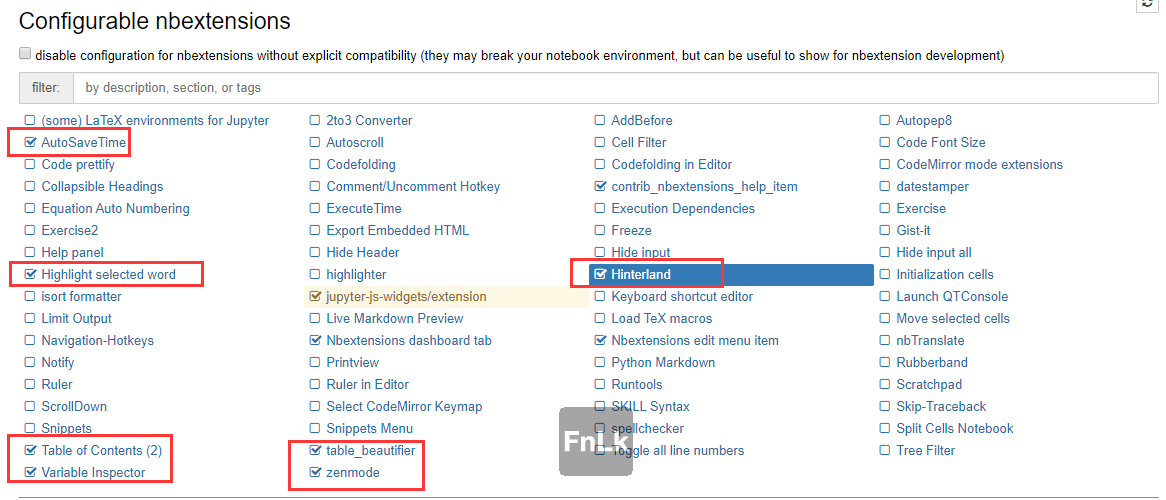 Configurable nbextensions
disable configuration for nbextensions without explicit compatibility (they may break your notebook environment, but can be useful to show for nbextension development)
filter: by description, section, or tags
(some) LaTeX environments for Jupyter 2to3 Converter AddBefore Autopep8
AutoSaveTime Autoscroll Cell Filter Code Font Size
Code prettify Codefolding Codefolding in Editor CodeMirror mode extensions
Collapsible Headings Comment/Uncomment Hotkey contrib_nbextensions_help_item datestamper
Equation Auto Numbering ExecuteTime Execution Dependencies Exercise
Exercise2 Export Embedded HTML Freeze Gist-it
Help panel Hide Header Hide input Hide input all
Highlight selected word highlighter Hinterland Initialization cells
isort formatter jupyter-js-widgets/extension Keyboard shortcut editor Launch QTConsole
Limit Output Live Markdown Preview Load TeX macros Move selected cells
Navigation-Hotkeys Nbextensions dashboard tab Nbextensions edit menu item nbTranslate
Notify Printview Python Markdown Rubberband
Ruler Ruler in Editor Runtools Scratchpad
ScrollDown Select CodeMirror Keymap SKILL Syntax Skip-Traceback
Snippets Snippets Menu spellchecker Split Cells Notebook
FnLk
Table of Contents (2) table_beautifier Toggle all line numbers Tree Filter
Variable Inspector zenmode